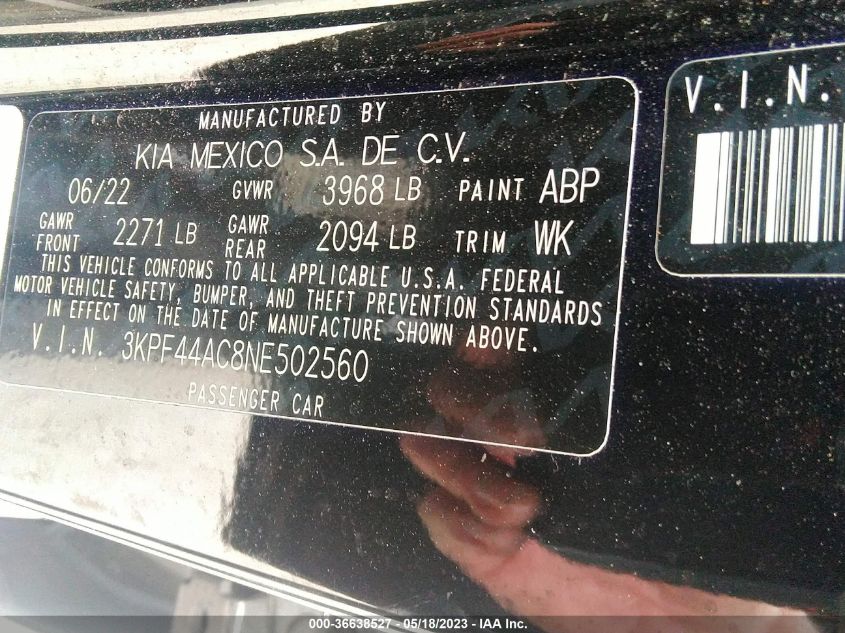 MANUFACTURED BY
KIA MEXICO S.A. DE C.V.
06/22 GVWR 3968 LB PAINT ABP
GAWR FRONT 2271 LB GAWR REAR 2094 LB TRIM WK
THIS VEHICLE CONFORMS TO ALL APPLICABLE U.S.A. FEDERAL
MOTOR VEHICLE SAFETY, BUMPER, AND THEFT PREVENTION STANDARDS
IN EFFECT ON THE DATE OF MANUFACTURE SHOWN ABOVE.
V.I.N. 3KPF44AC8NE502560
PASSENGER CAR
V.I.N.
000-36638527 - 05/18/2023 - IAA Inc.